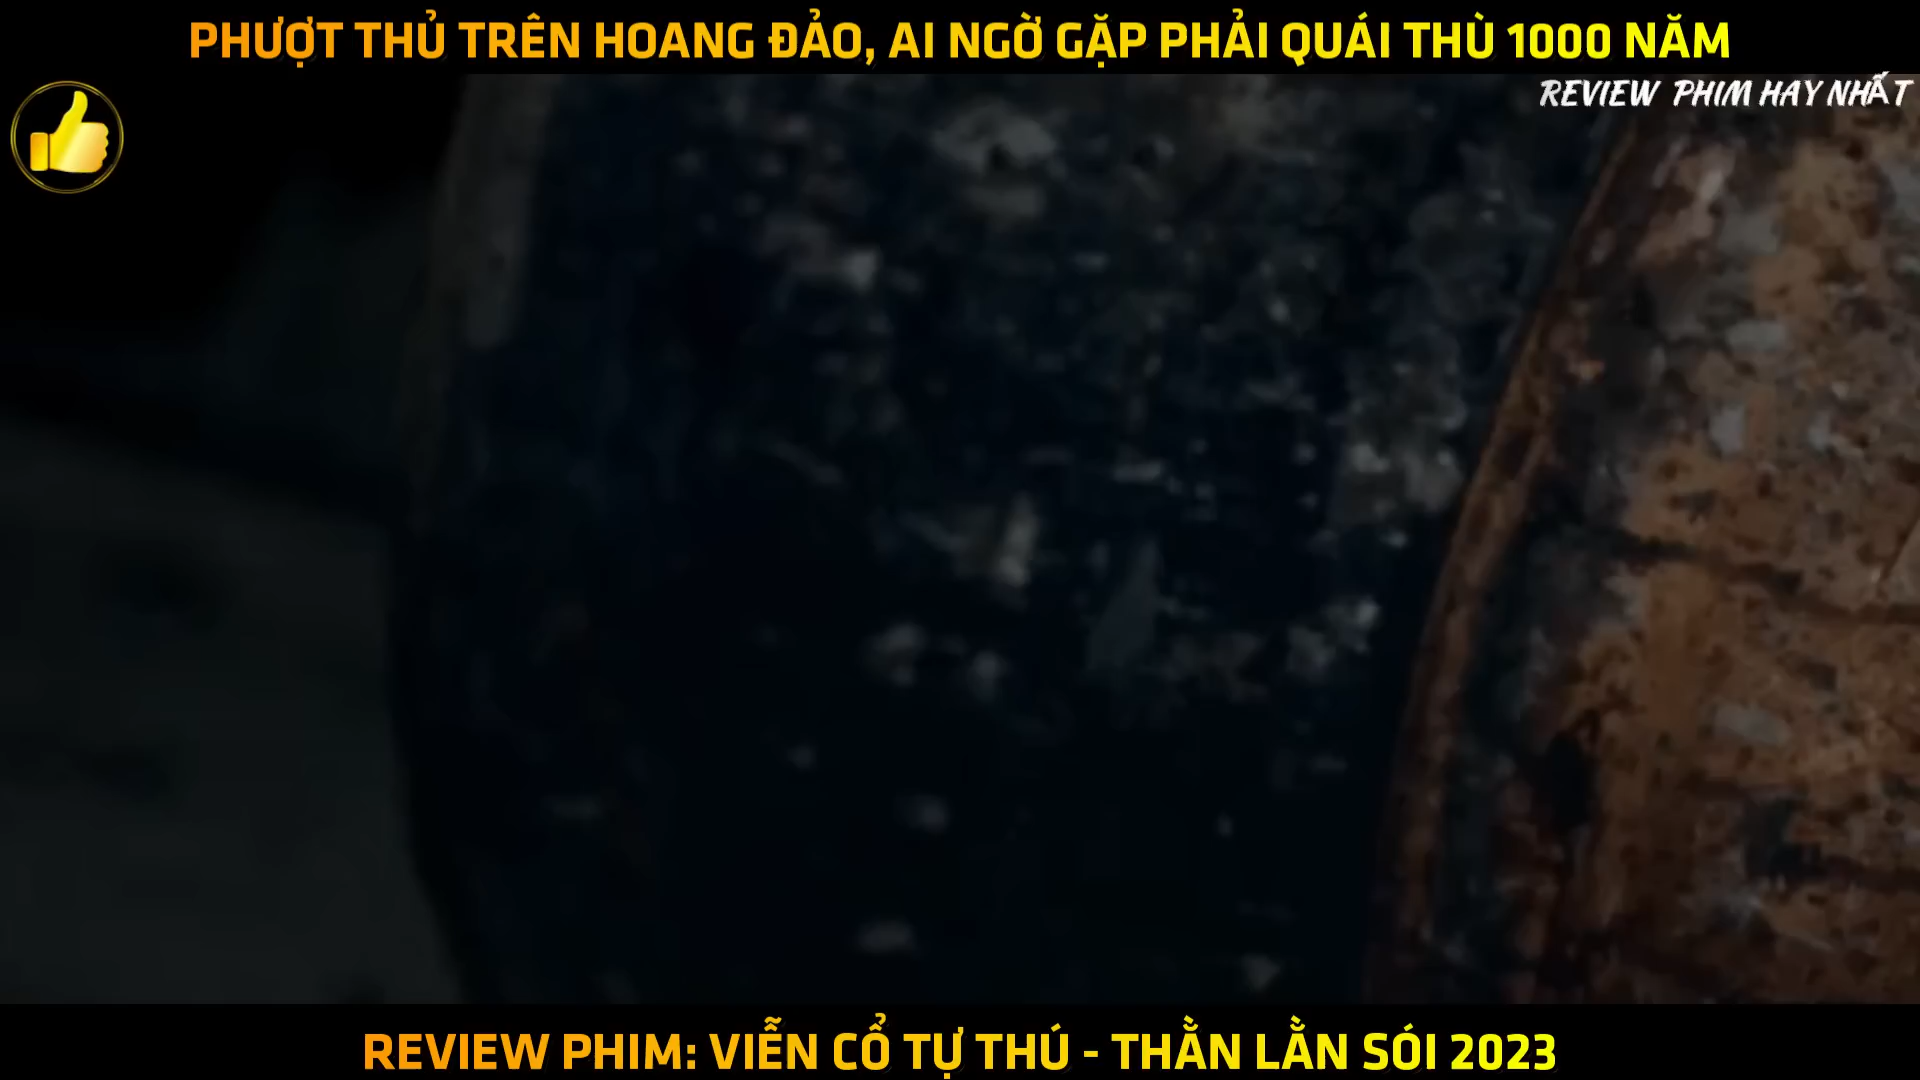 PHƯỢT THỦ TRÊN HOANG ĐẢO, AI NGỜ GẶP PHẢI QUÁI THÙ 1000 NĂM
REVIEW PHIM HAY NHẤT
REVIEW PHIM: VIỄN CỔ TỰ THÚ - THẰN LẰN SÓI 2023